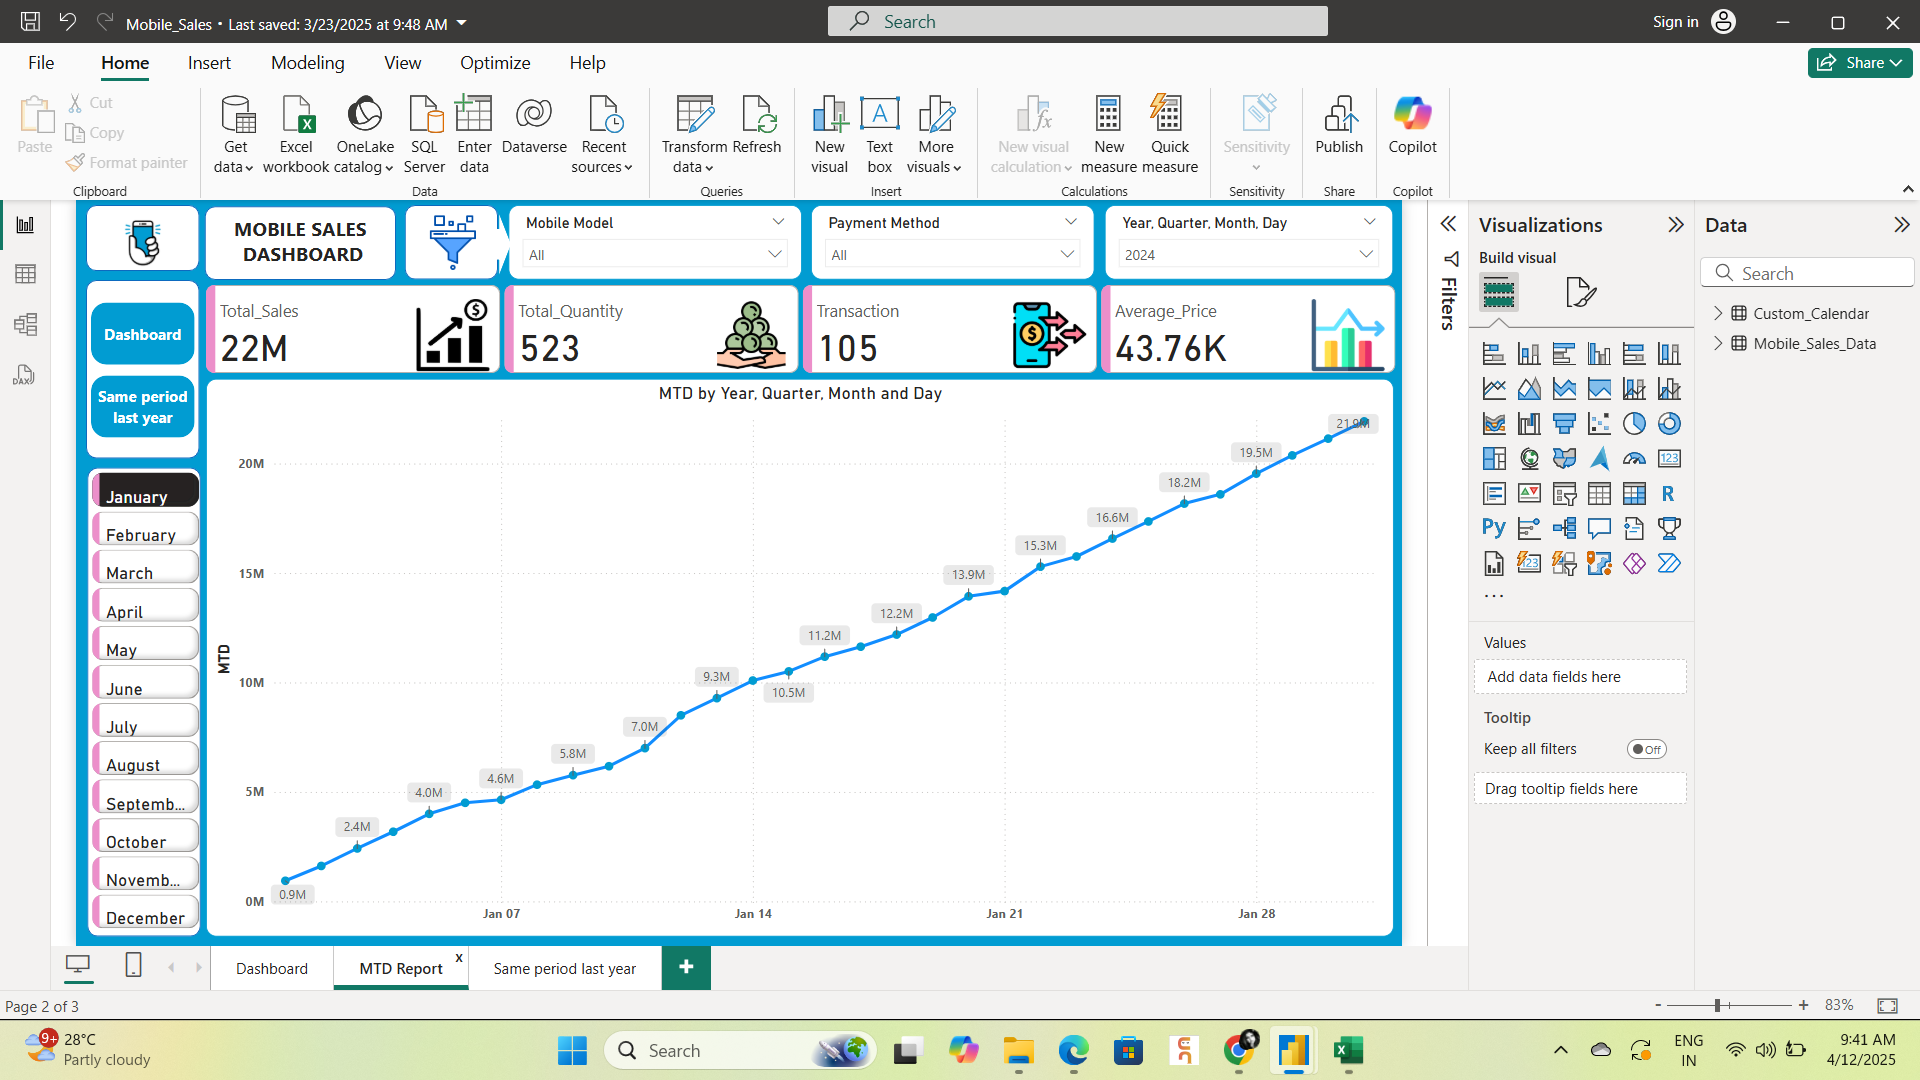 Mobile_Sales • Last saved: 3/23/2025 at 9:48 AM
Search
Sign in
File
Home
Insert
Modeling
View
Optimize
Help
Share
Paste
Cut
Copy
Format painter
Clipboard
Get data
Excel workbook
OneLake catalog
SQL Server
Enter data
Dataverse
Recent sources
Data
Transform data
Refresh
Queries
New visual
Text box
More visuals
Insert
New visual calculation
New measure
Quick measure
Calculations
Sensitivity
Sensitivity
Publish
Share
Copilot
Copilot
MOBILE SALES
DASHBOARD
Mobile Model
All
Payment Method
All
Year, Quarter, Month, Day
2024
Total_Sales
22M
Total_Quantity
523
Transaction
105
Average_Price
43.76K
Dashboard
Same period
last year
January
February
March
April
May
June
July
August
Septemb...
October
Novemb...
December
MTD by Year, Quarter, Month and Day
MTD
20M
15M
10M
5M
0M
0.9M
2.4M
4.0M
4.6M
5.8M
7.0M
9.3M
10.5M
11.2M
12.2M
13.9M
15.3M
16.6M
18.2M
19.5M
21.9M
Jan 07
Jan 14
Jan 21
Jan 28
Filters
Visualizations
Build visual
123
R
Py
123
...
Values
Add data fields here
Tooltip
Keep all filters
Off
Drag tooltip fields here
Data
Search
Custom_Calendar
Mobile_Sales_Data
DAX
Dashboard
MTD Report
x
Same period last year
+
Page 2 of 3
-
+
83%
9+
28°C
Partly cloudy
Search
ENG
IN
9:41 AM
4/12/2025